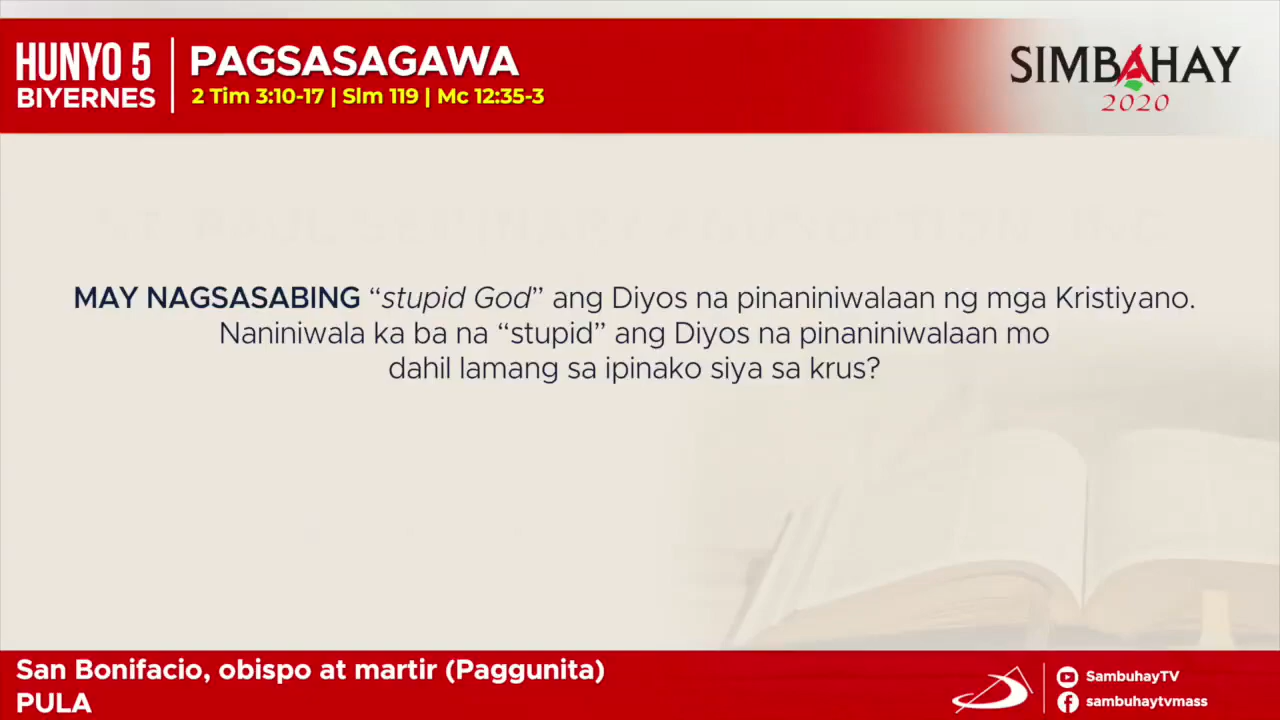 HUNYO 5
BIYERNES
PAGSASAGAWA
2 Tim 3:10-17 | Slm 119 | Mc 12:35-3
SIMBAHAY
2020
MAY NAGSASABING “stupid God” ang Diyos na pinaniniwalaan ng mga Kristiyano.
Naniniwala ka ba na “stupid” ang Diyos na pinaniniwalaan mo
dahil lamang sa ipinako siya sa krus?
San Bonifacio, obispo at martir (Paggunita)
PULA
SambuhayTV
sambuhaytvmass